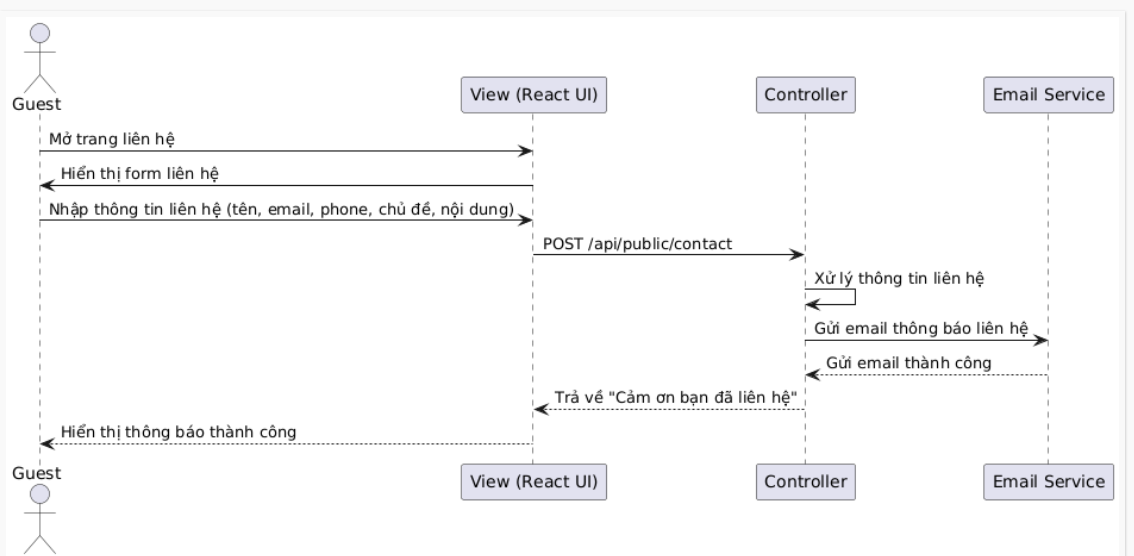 Guest
View (React UI)
Controller
Email Service
Mở trang liên hệ
Hiển thị form liên hệ
Nhập thông tin liên hệ (tên, email, phone, chủ đề, nội dung)
POST /api/public/contact
Xử lý thông tin liên hệ
Gửi email thông báo liên hệ
Gửi email thành công
Trả về "Cảm ơn bạn đã liên hệ"
Hiển thị thông báo thành công
Guest
View (React UI)
Controller
Email Service